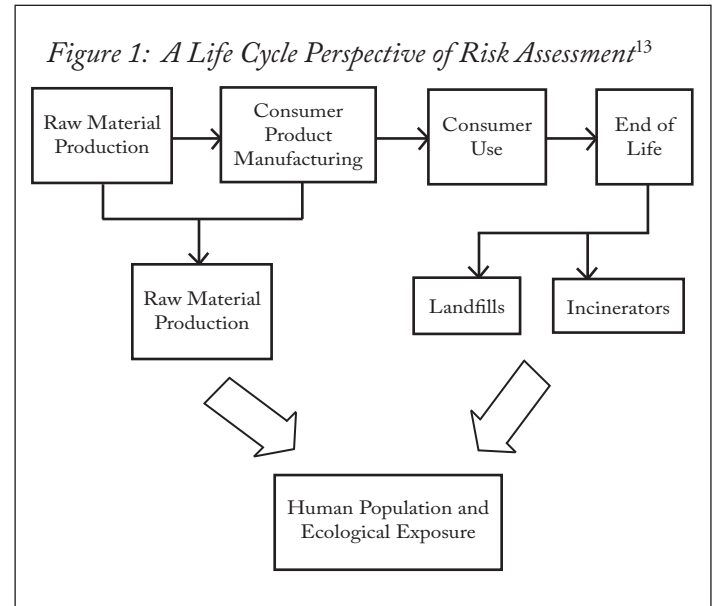 Figure 1: A Life Cycle Perspective of Risk Assessment13
Raw Material
Production
Consumer
Product
Manufacturing
Consumer
Use
End of
Life
Raw Material
Production
Landfills
Incinerators
Human Population and
Ecological Exposure